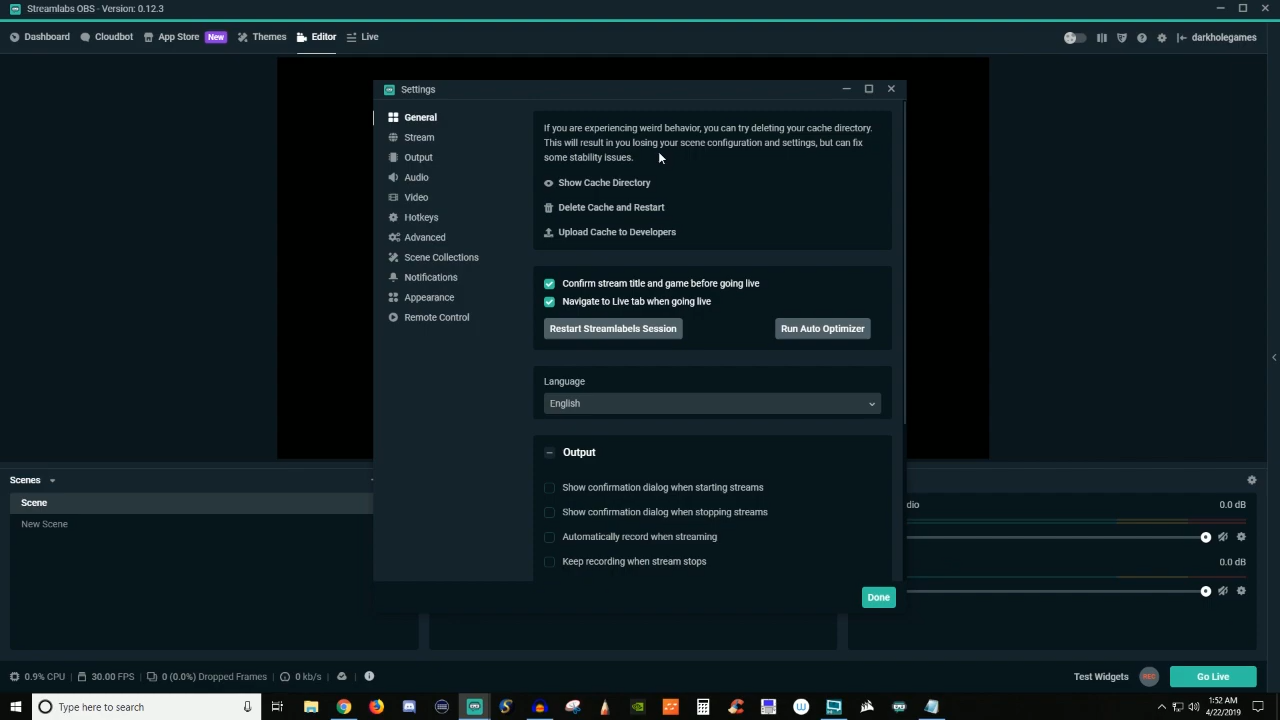 Streamlabs OBS - Version: 0.12.3
Dashboard Cloudbot App Store New Themes Editor Live darkholegames
Settings
General
Stream
Output
Audio
Video
Hotkeys
Advanced
Scene Collections
Notifications
Appearance
Remote Control
If you are experiencing weird behavior, you can try deleting your cache directory.
This will result in you losing your scene configuration and settings, but can fix
some stability issues.
Show Cache Directory
Delete Cache and Restart
Upload Cache to Developers
Confirm stream title and game before going live
Navigate to Live tab when going live
Restart Streamlabels Session Run Auto Optimizer
Language
English
Output
Show confirmation dialog when starting streams
Show confirmation dialog when stopping streams
Automatically record when streaming
Keep recording when stream stops
Done
Scenes
Scene
New Scene
dio 0.0 dB
0.0 dB
0.9% CPU 30.00 FPS 0 (0.0%) Dropped Frames 0 kb/s Test Widgets REC Go Live
Type here to search
1:52 AM
4/22/2019